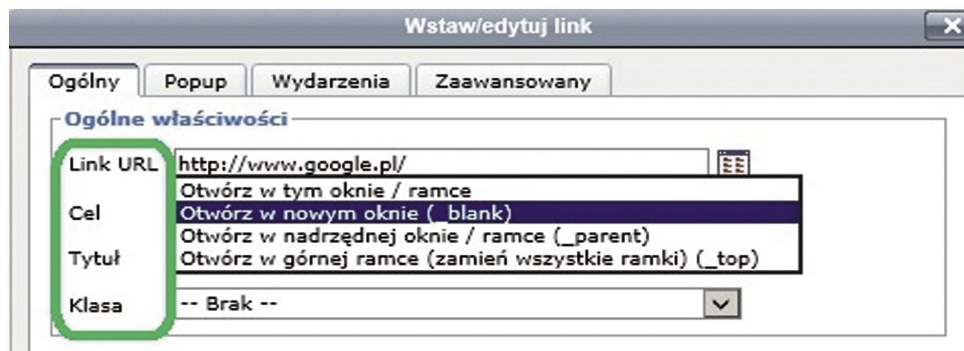 Wstaw/edytuj link
Ogólny Popup Wydarzenia Zaawansowany
Ogólne właściwości
Link URL http://www.google.pl/
Otwórz w tym oknie / ramce
Cel Otwórz w nowym oknie (_blank)
Otwórz w nadrzędnej oknie / ramce (_parent)
Tytuł Otwórz w górnej ramce (zamień wszystkie ramki) (_top)
Klasa -- Brak --